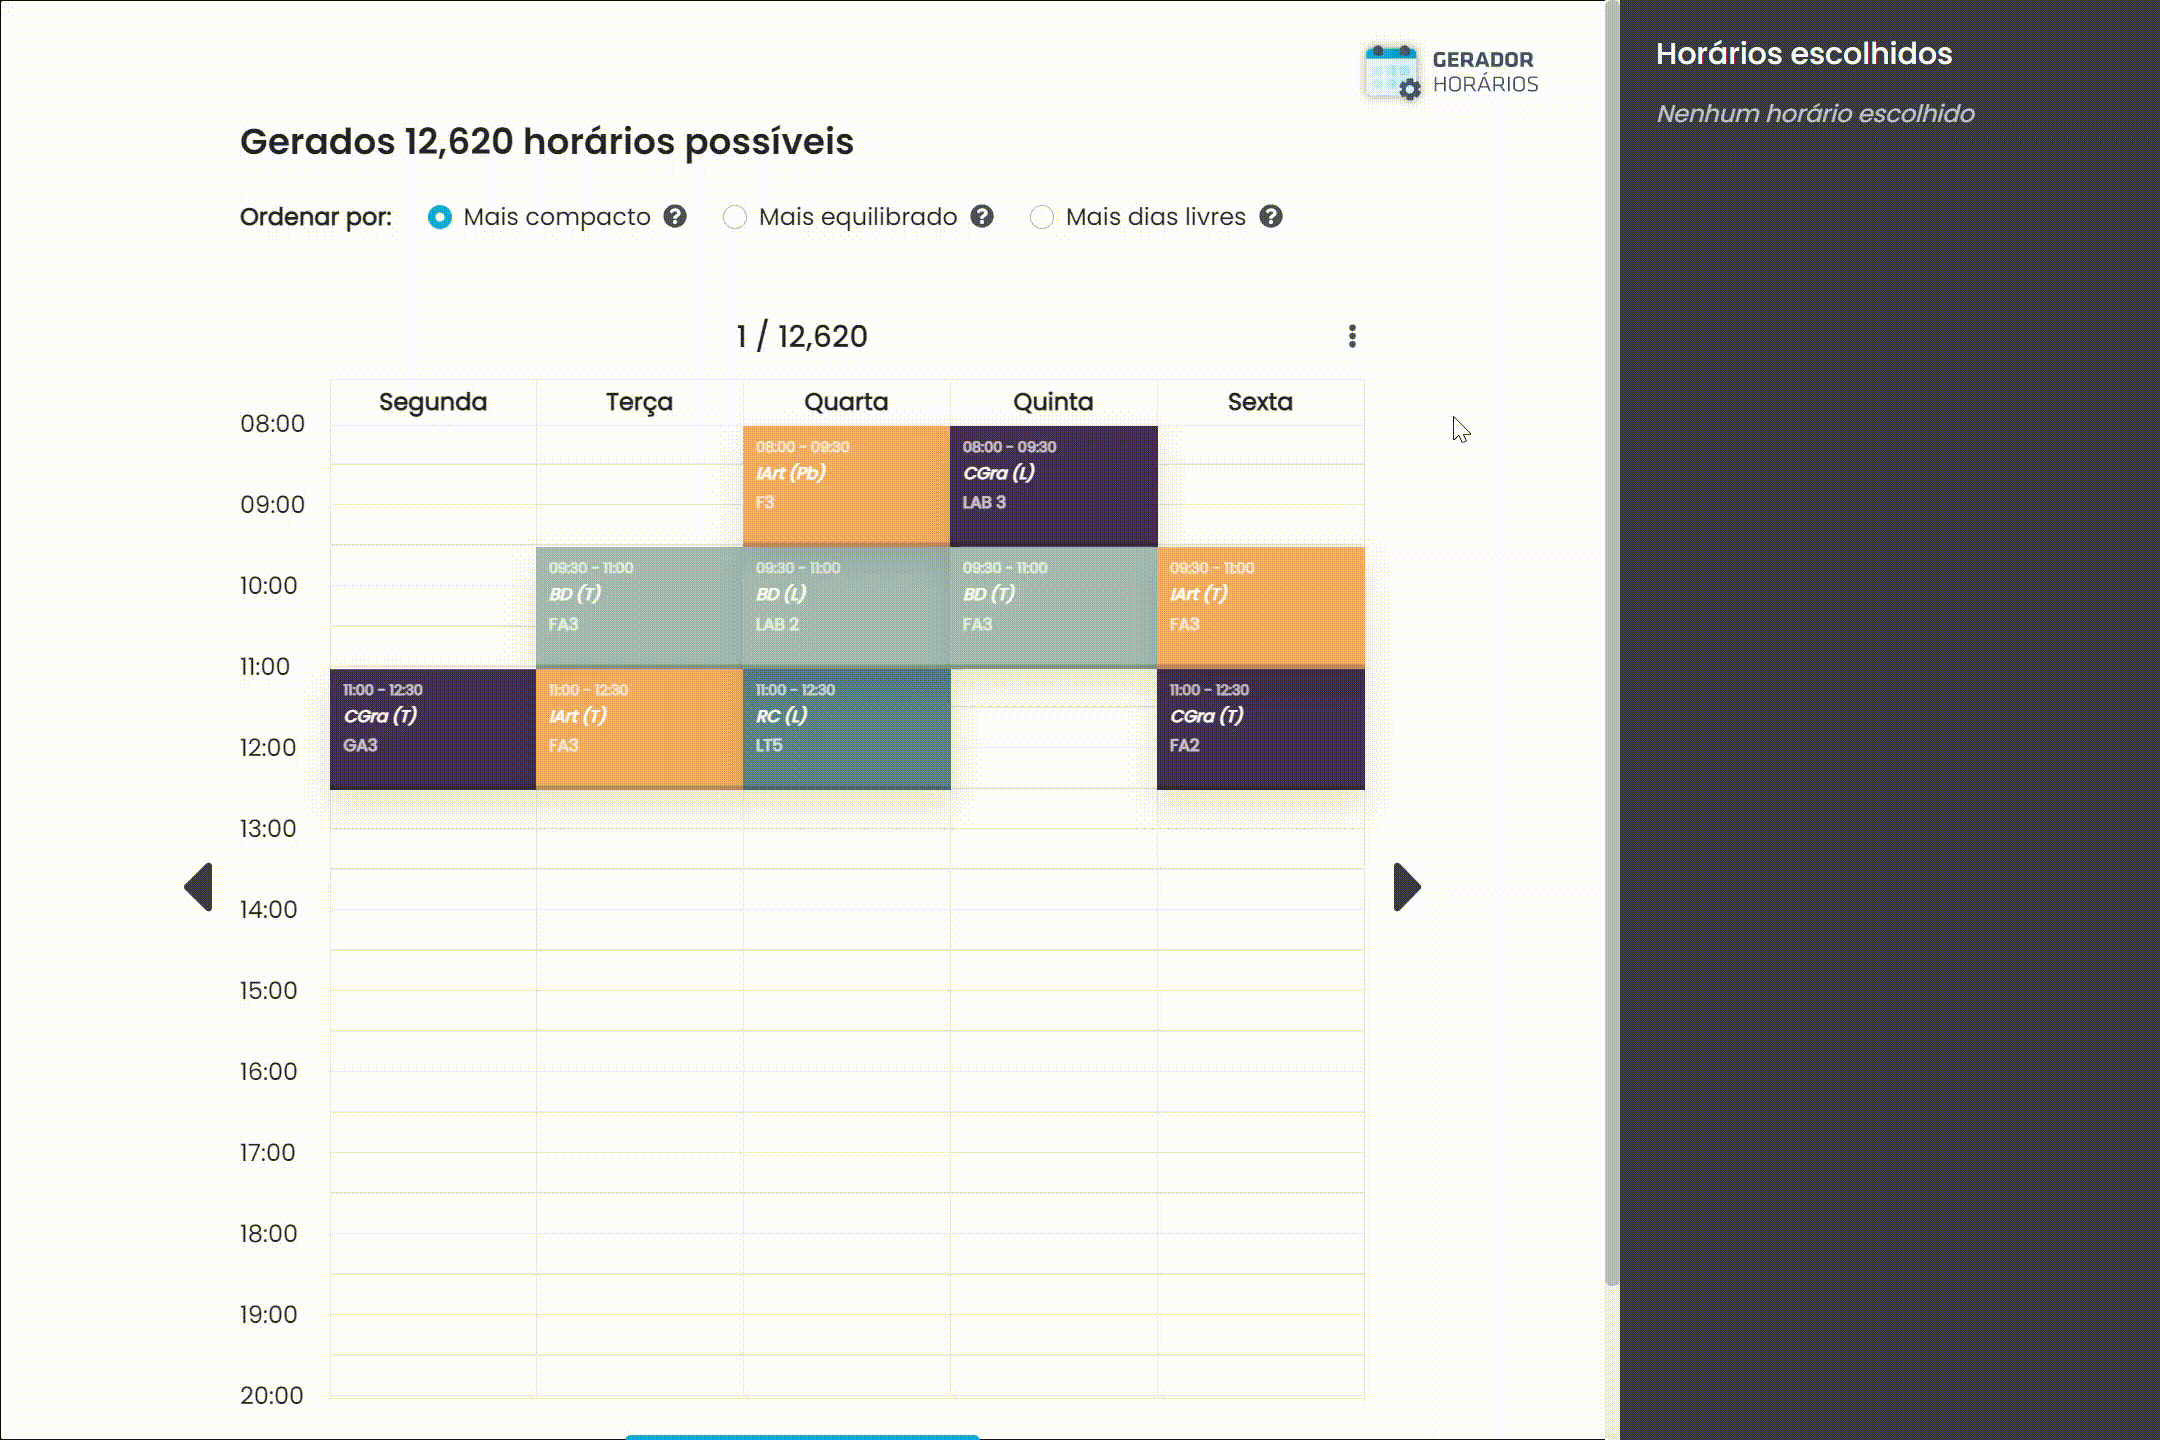 GERADOR
HORÁRIOS
Gerados 12,620 horários possíveis
Ordenar por: Mais compacto ? Mais equilibrado ? Mais dias livres ?
1 / 12,620
Segunda Terça Quarta Quinta Sexta
08:00
08:00 - 09:30
IArt (Pb)
F3
08:00 - 09:30
CGra (L)
LAB 3
09:00
09:30 - 11:00
BD (T)
FA3
09:30 - 11:00
BD (L)
LAB 2
09:30 - 11:00
BD (T)
FA3
09:30 - 11:00
IArt (T)
FA3
10:00
11:00
11:00 - 12:30
CGra (T)
GA3
11:00 - 12:30
IArt (T)
FA3
11:00 - 12:30
RC (L)
LT5
11:00 - 12:30
CGra (T)
FA2
12:00
13:00
14:00
15:00
16:00
17:00
18:00
19:00
20:00
Horários escolhidos
Nenhum horário escolhido